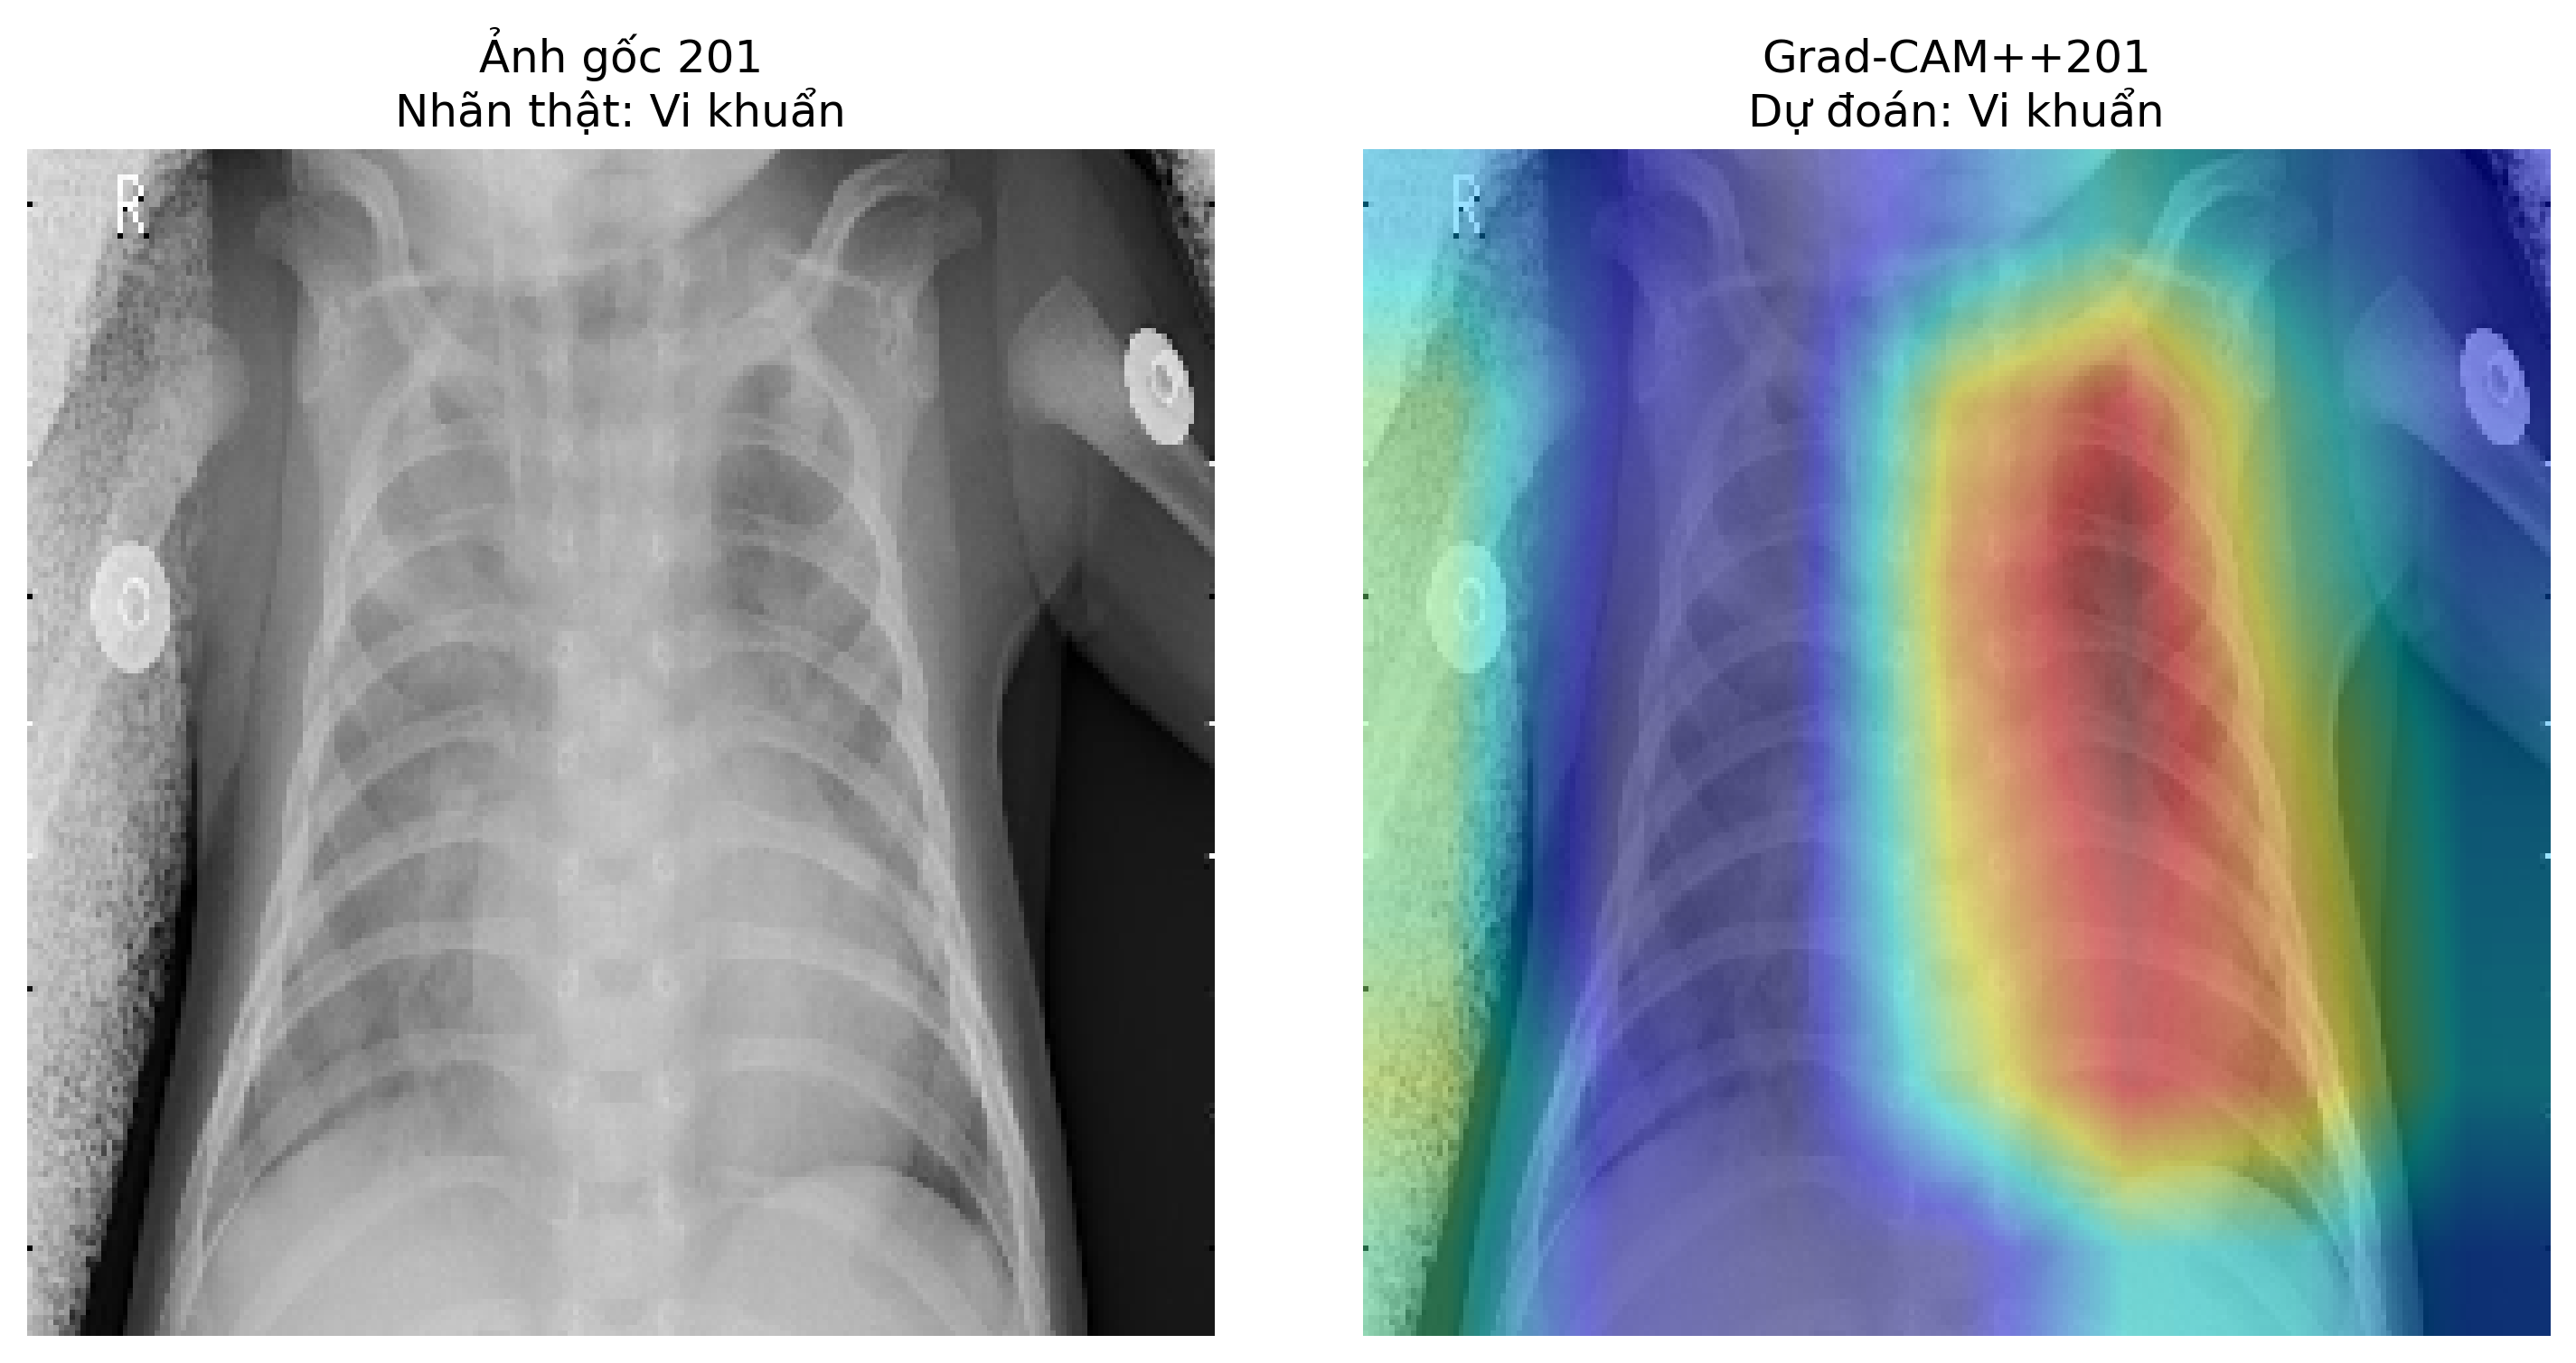 Ảnh gốc 201
Nhãn thật: Vi khuẩn
Grad-CAM++201
Dự đoán: Vi khuẩn
R
R